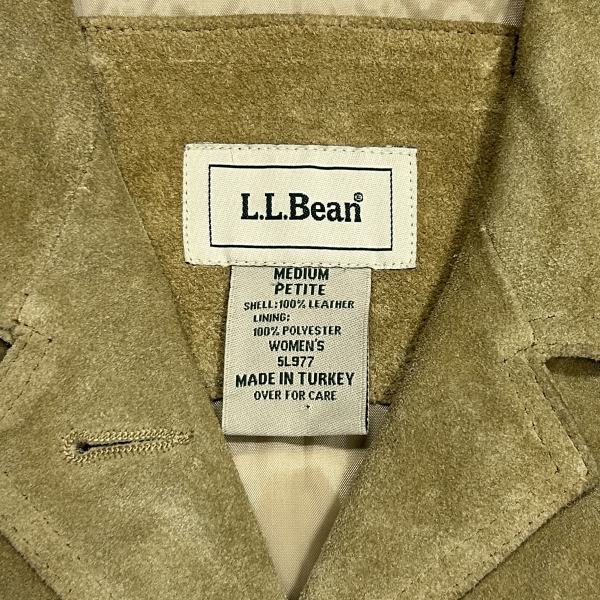 L.L.Bean®
MEDIUM
PETITE
SHELL:100% LEATHER
LINING:
100% POLYESTER
WOMEN'S
5L977
MADE IN TURKEY
OVER FOR CARE